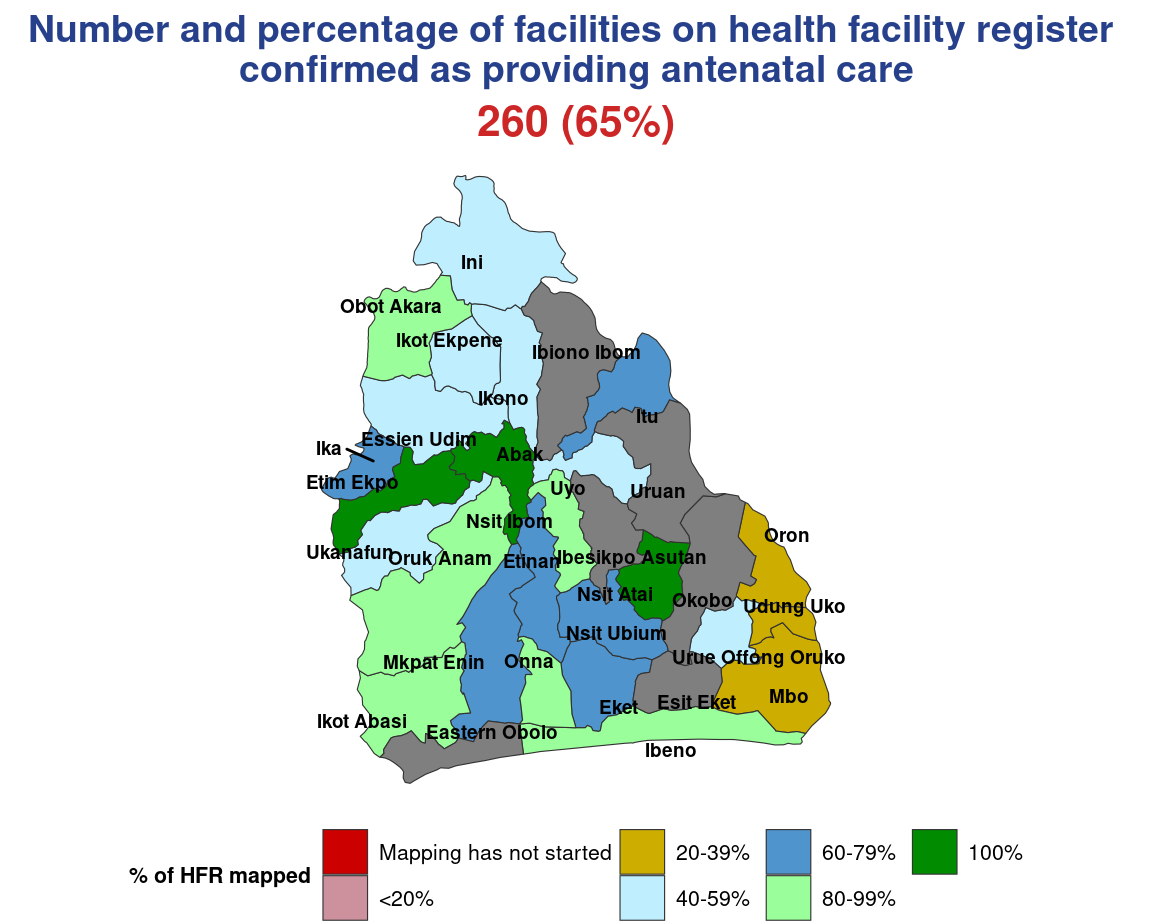 Number and percentage of facilities on health facility register
confirmed as providing antenatal care
260 (65%)
Ini
Obot Akara
Ikot Ekpene
Ibiono Ibom
Ikono
Itu
Essien Udim
Ika
Abak
Etim Ekpo
Uyo
Uruan
Nsit Ibom
Oron
Ukanafun
Oruk Anam
Etinan
Ibesikpo Asutan
Nsit Atai
Okobo
Udung Uko
Nsit Ubium
Mkpat Enin
Onna
Urue Offong Oruko
Esit Eket
Mbo
Eket
Ikot Abasi
Eastern Obolo
Ibeno
% of HFR mapped
Mapping has not started
<20%
20-39%
40-59%
60-79%
80-99%
100%